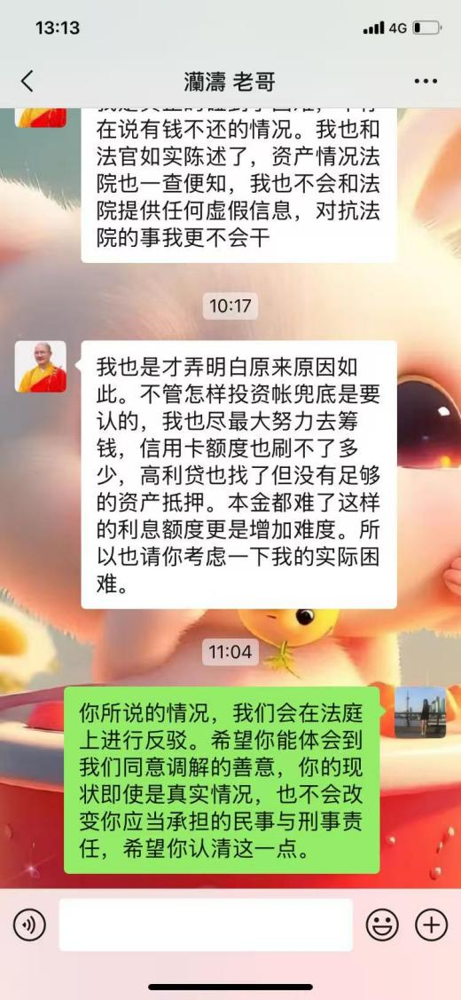 13:13
4G
灡濤 老哥
在说有钱不还的情况。我也和
法官如实陈述了，资产情况法
院也一查便知，我也不会和法
院提供任何虚假信息，对抗法
院的事我更不会干
10:17
我也是才弄明白原来原因如
此。不管怎样投资帐兜底是要
认的，我也尽最大努力去筹
钱，信用卡额度也刷不了多
少，高利贷也找了但没有足够
的资产抵押。本金都难了这样
的利息额度更是增加难度。所
以也请你考虑一下我的实际困
难。
11:04
你所说的情况，我们会在法庭
上进行反驳。希望你能体会到
我们同意调解的善意，你的现
状即使是真实情况，也不会改
变你应当承担的民事与刑事责
任，希望你认清这一点。